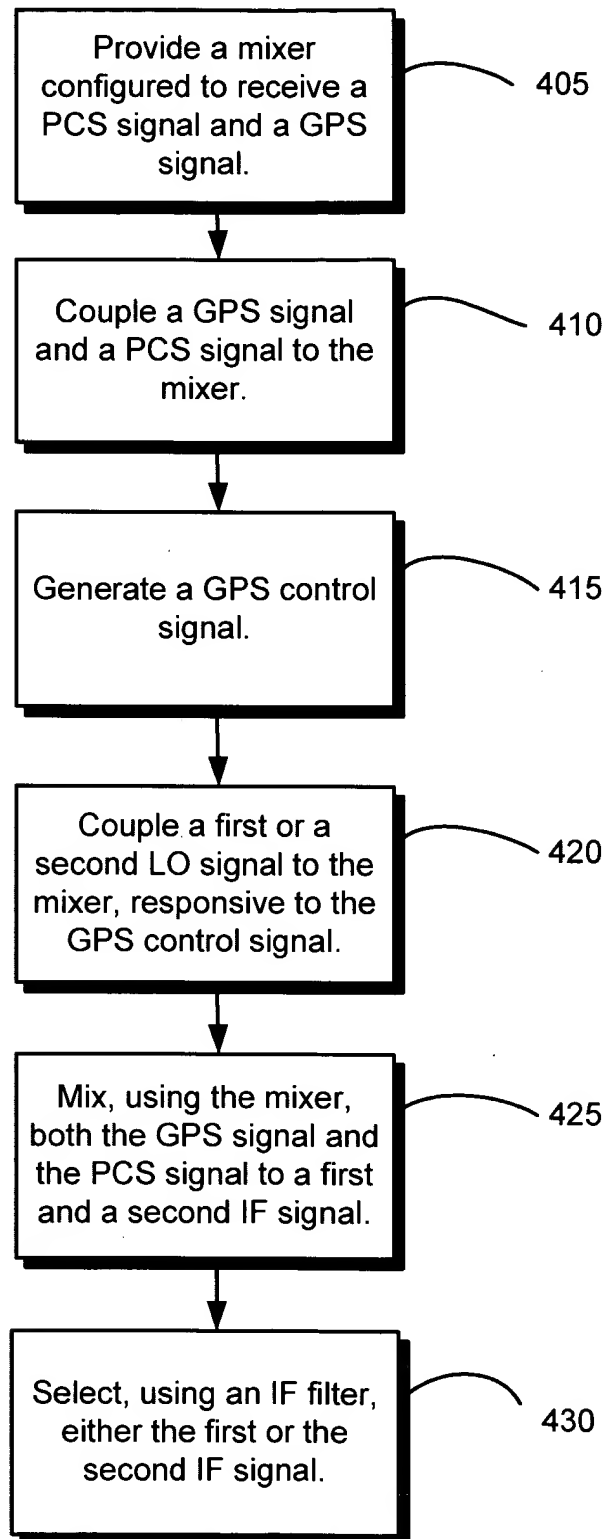 Provide a mixer
configured to receive a
PCS signal and a GPS
signal.
405
Couple a GPS signal
and a PCS signal to the
mixer.
410
Generate a GPS control
signal.
415
Couple a first or a
second LO signal to the
mixer, responsive to the
GPS control signal.
420
Mix, using the mixer,
both the GPS signal and
the PCS signal to a first
and a second IF signal.
425
Select, using an IF filter,
either the first or the
second IF signal.
430